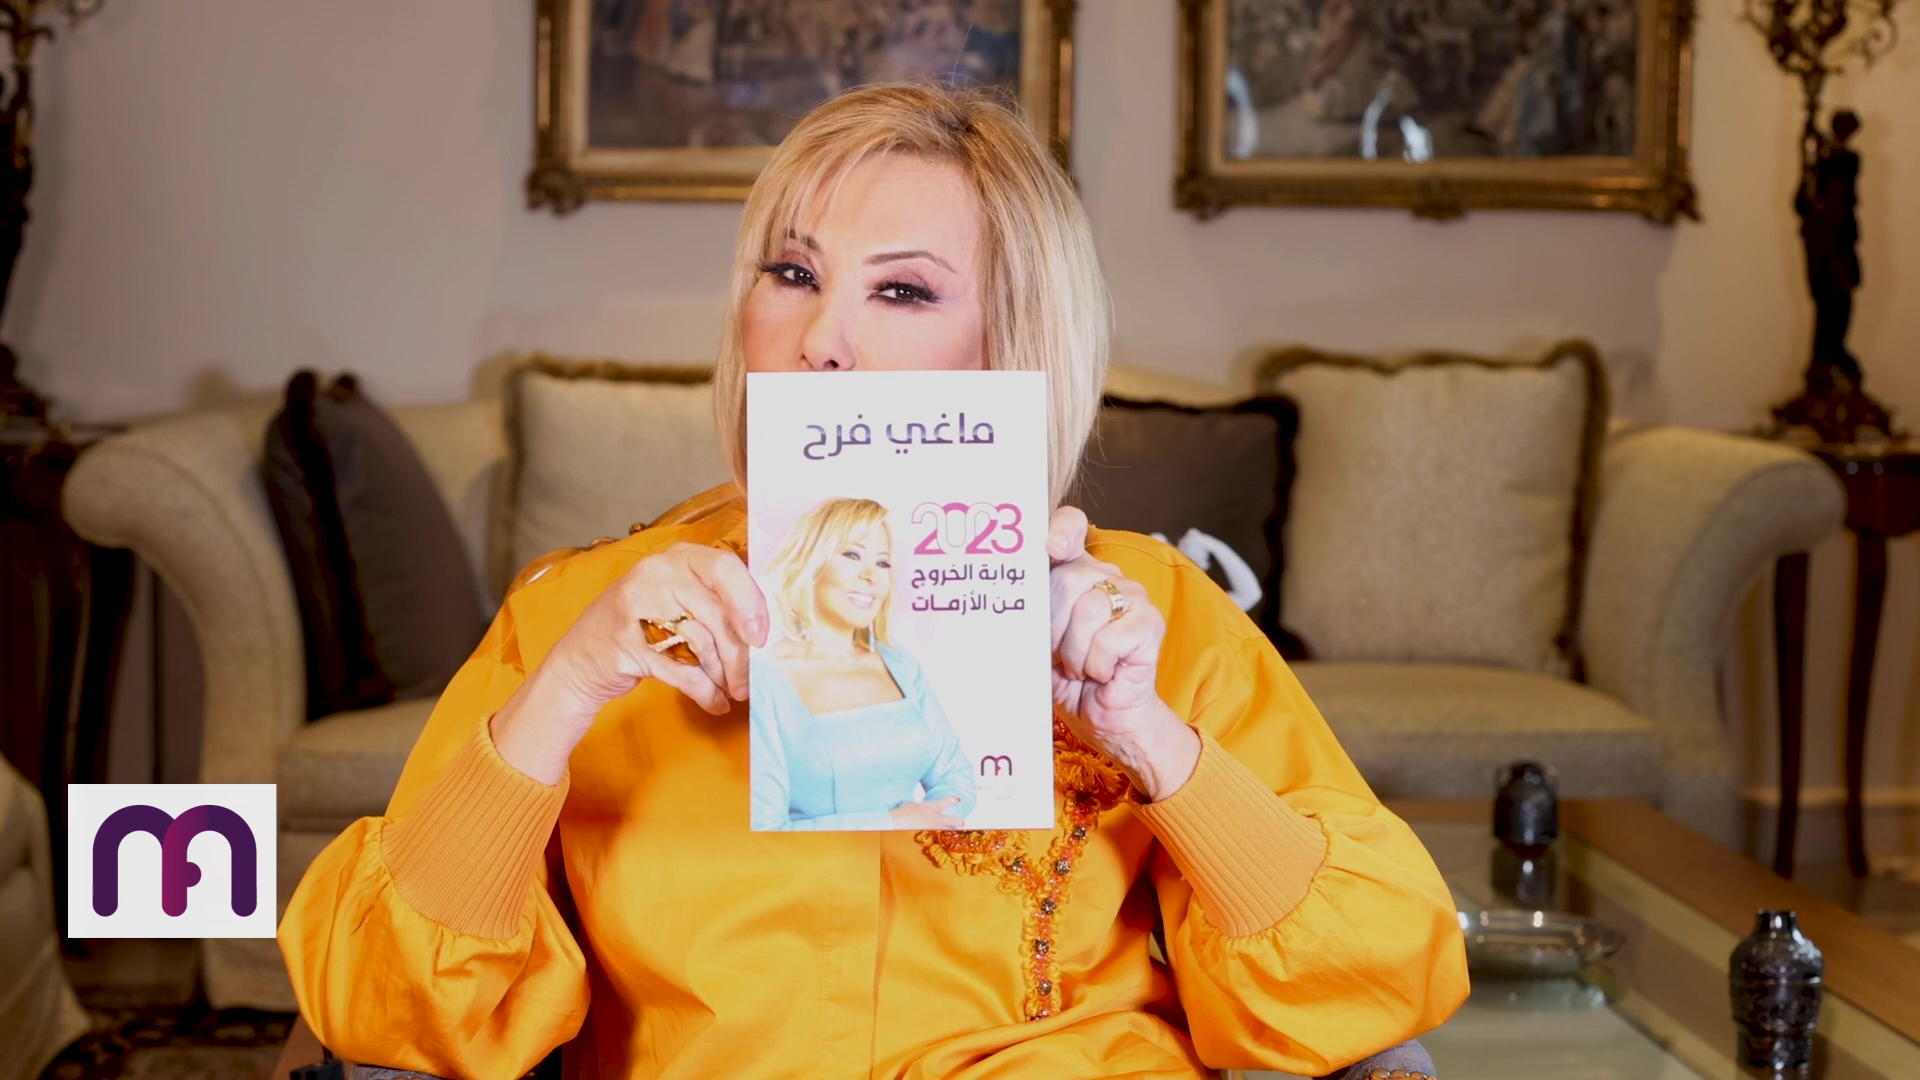 ماغي فرح
2023
بوابة الخروج
من الأزمات